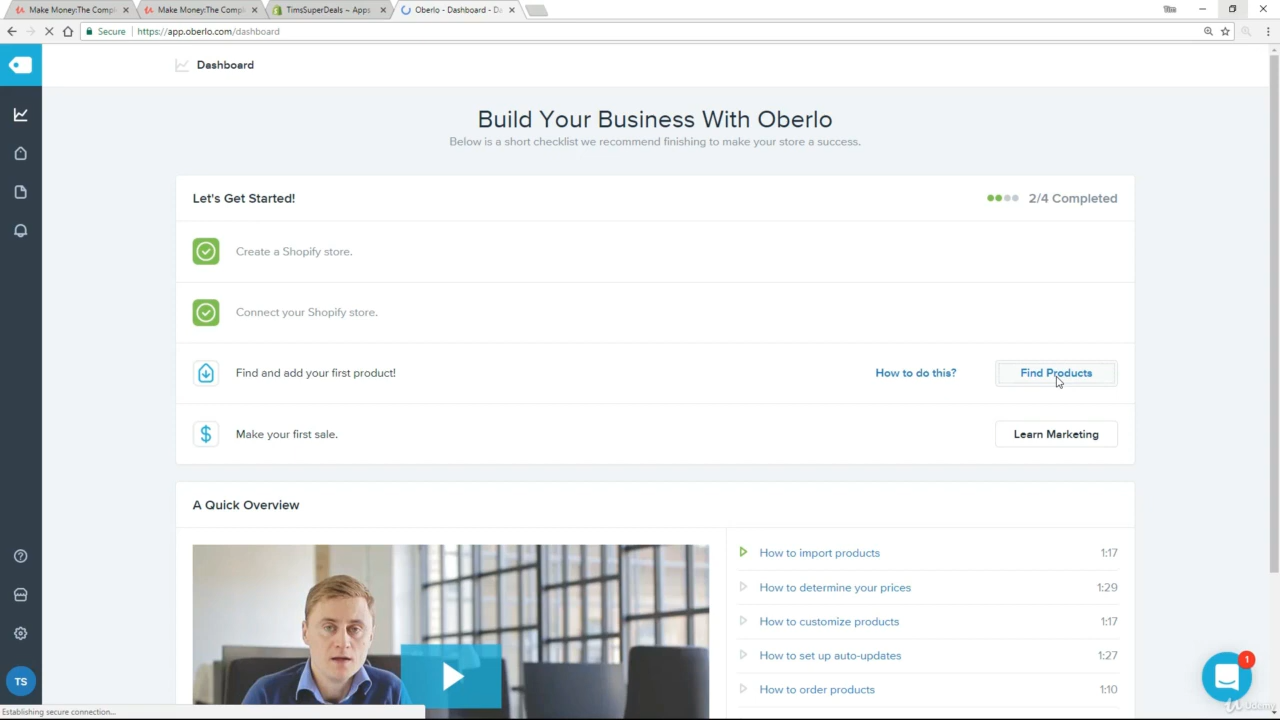 Make Money:The Compl
Make Money:The Compl
TimsSuperDeals ~ Apps
Oberlo - Dashboard - D
Secure
https://app.oberlo.com/dashboard
Dashboard
Build Your Business With Oberlo
Below is a short checklist we recommend finishing to make your store a success.
Let's Get Started!
2/4 Completed
Create a Shopify store.
Connect your Shopify store.
Find and add your first product!
How to do this?
Find Products
Make your first sale.
Learn Marketing
A Quick Overview
How to import products
1:17
How to determine your prices
1:29
How to customize products
1:17
How to set up auto-updates
1:27
How to order products
1:10
TS
1
Udemy
Establishing secure connection...